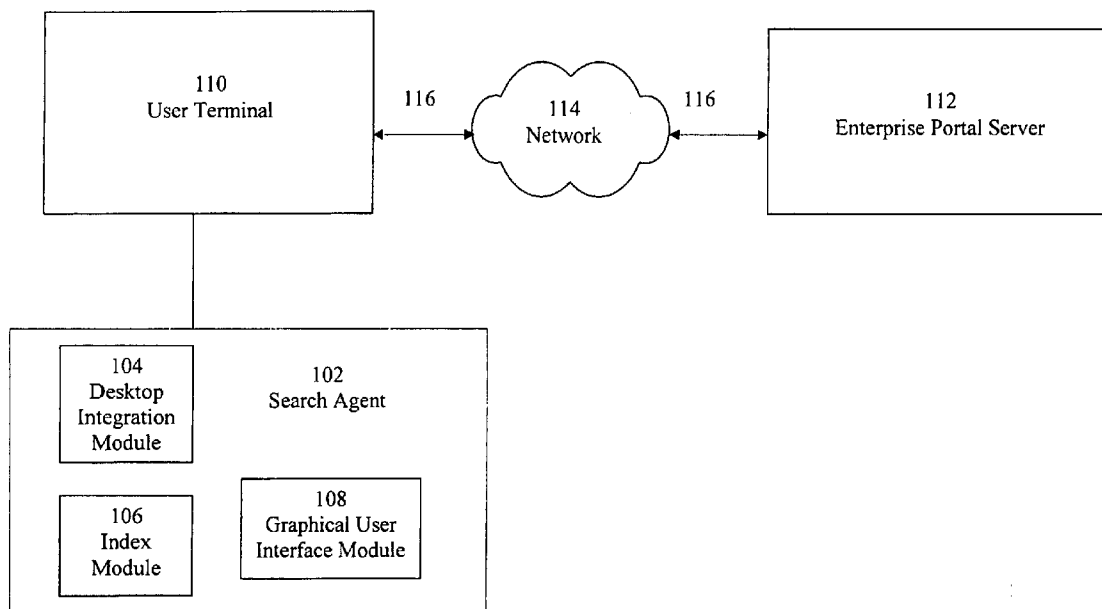 110
User Terminal
116
114
Network
116
112
Enterprise Portal Server
104
Desktop
Integration
Module
102
Search Agent
106
Index
Module
108
Graphical User
Interface Module